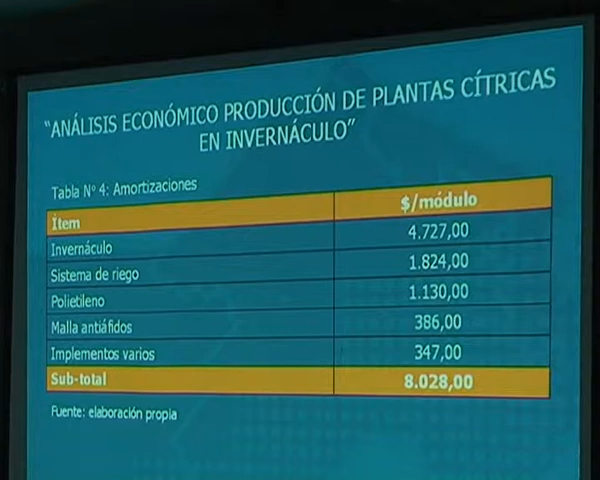 “ANÁLISIS ECONÓMICO PRODUCCIÓN DE PLANTAS CÍTRICAS
EN INVERNÁCULO”
Tabla Nº 4: Amortizaciones
Ítem $/módulo
Invernáculo 4.727,00
Sistema de riego 1.824,00
Polietileno 1.130,00
Malla antiáfidos 386,00
Implementos varios 347,00
Sub-total 8.028,00
Fuente: elaboración propia